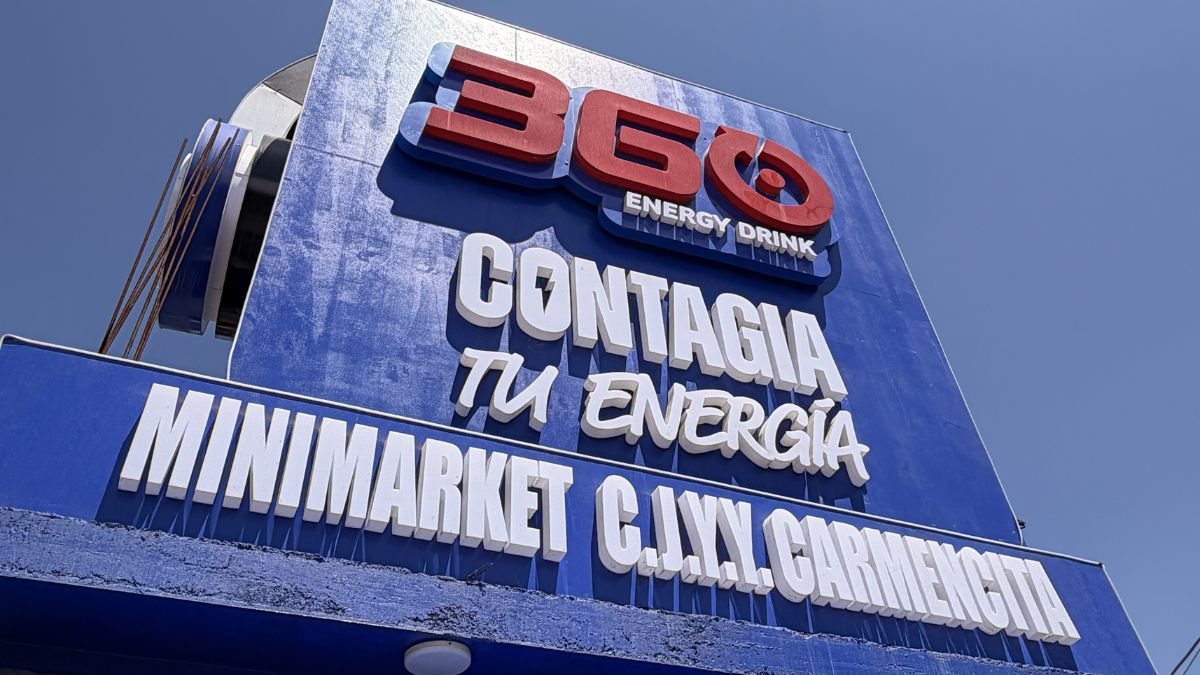 360
ENERGY DRINK
CONTAGIA
TU ENERGÍA
MINIMARKET C.J.Y.Y. CARMENCITA